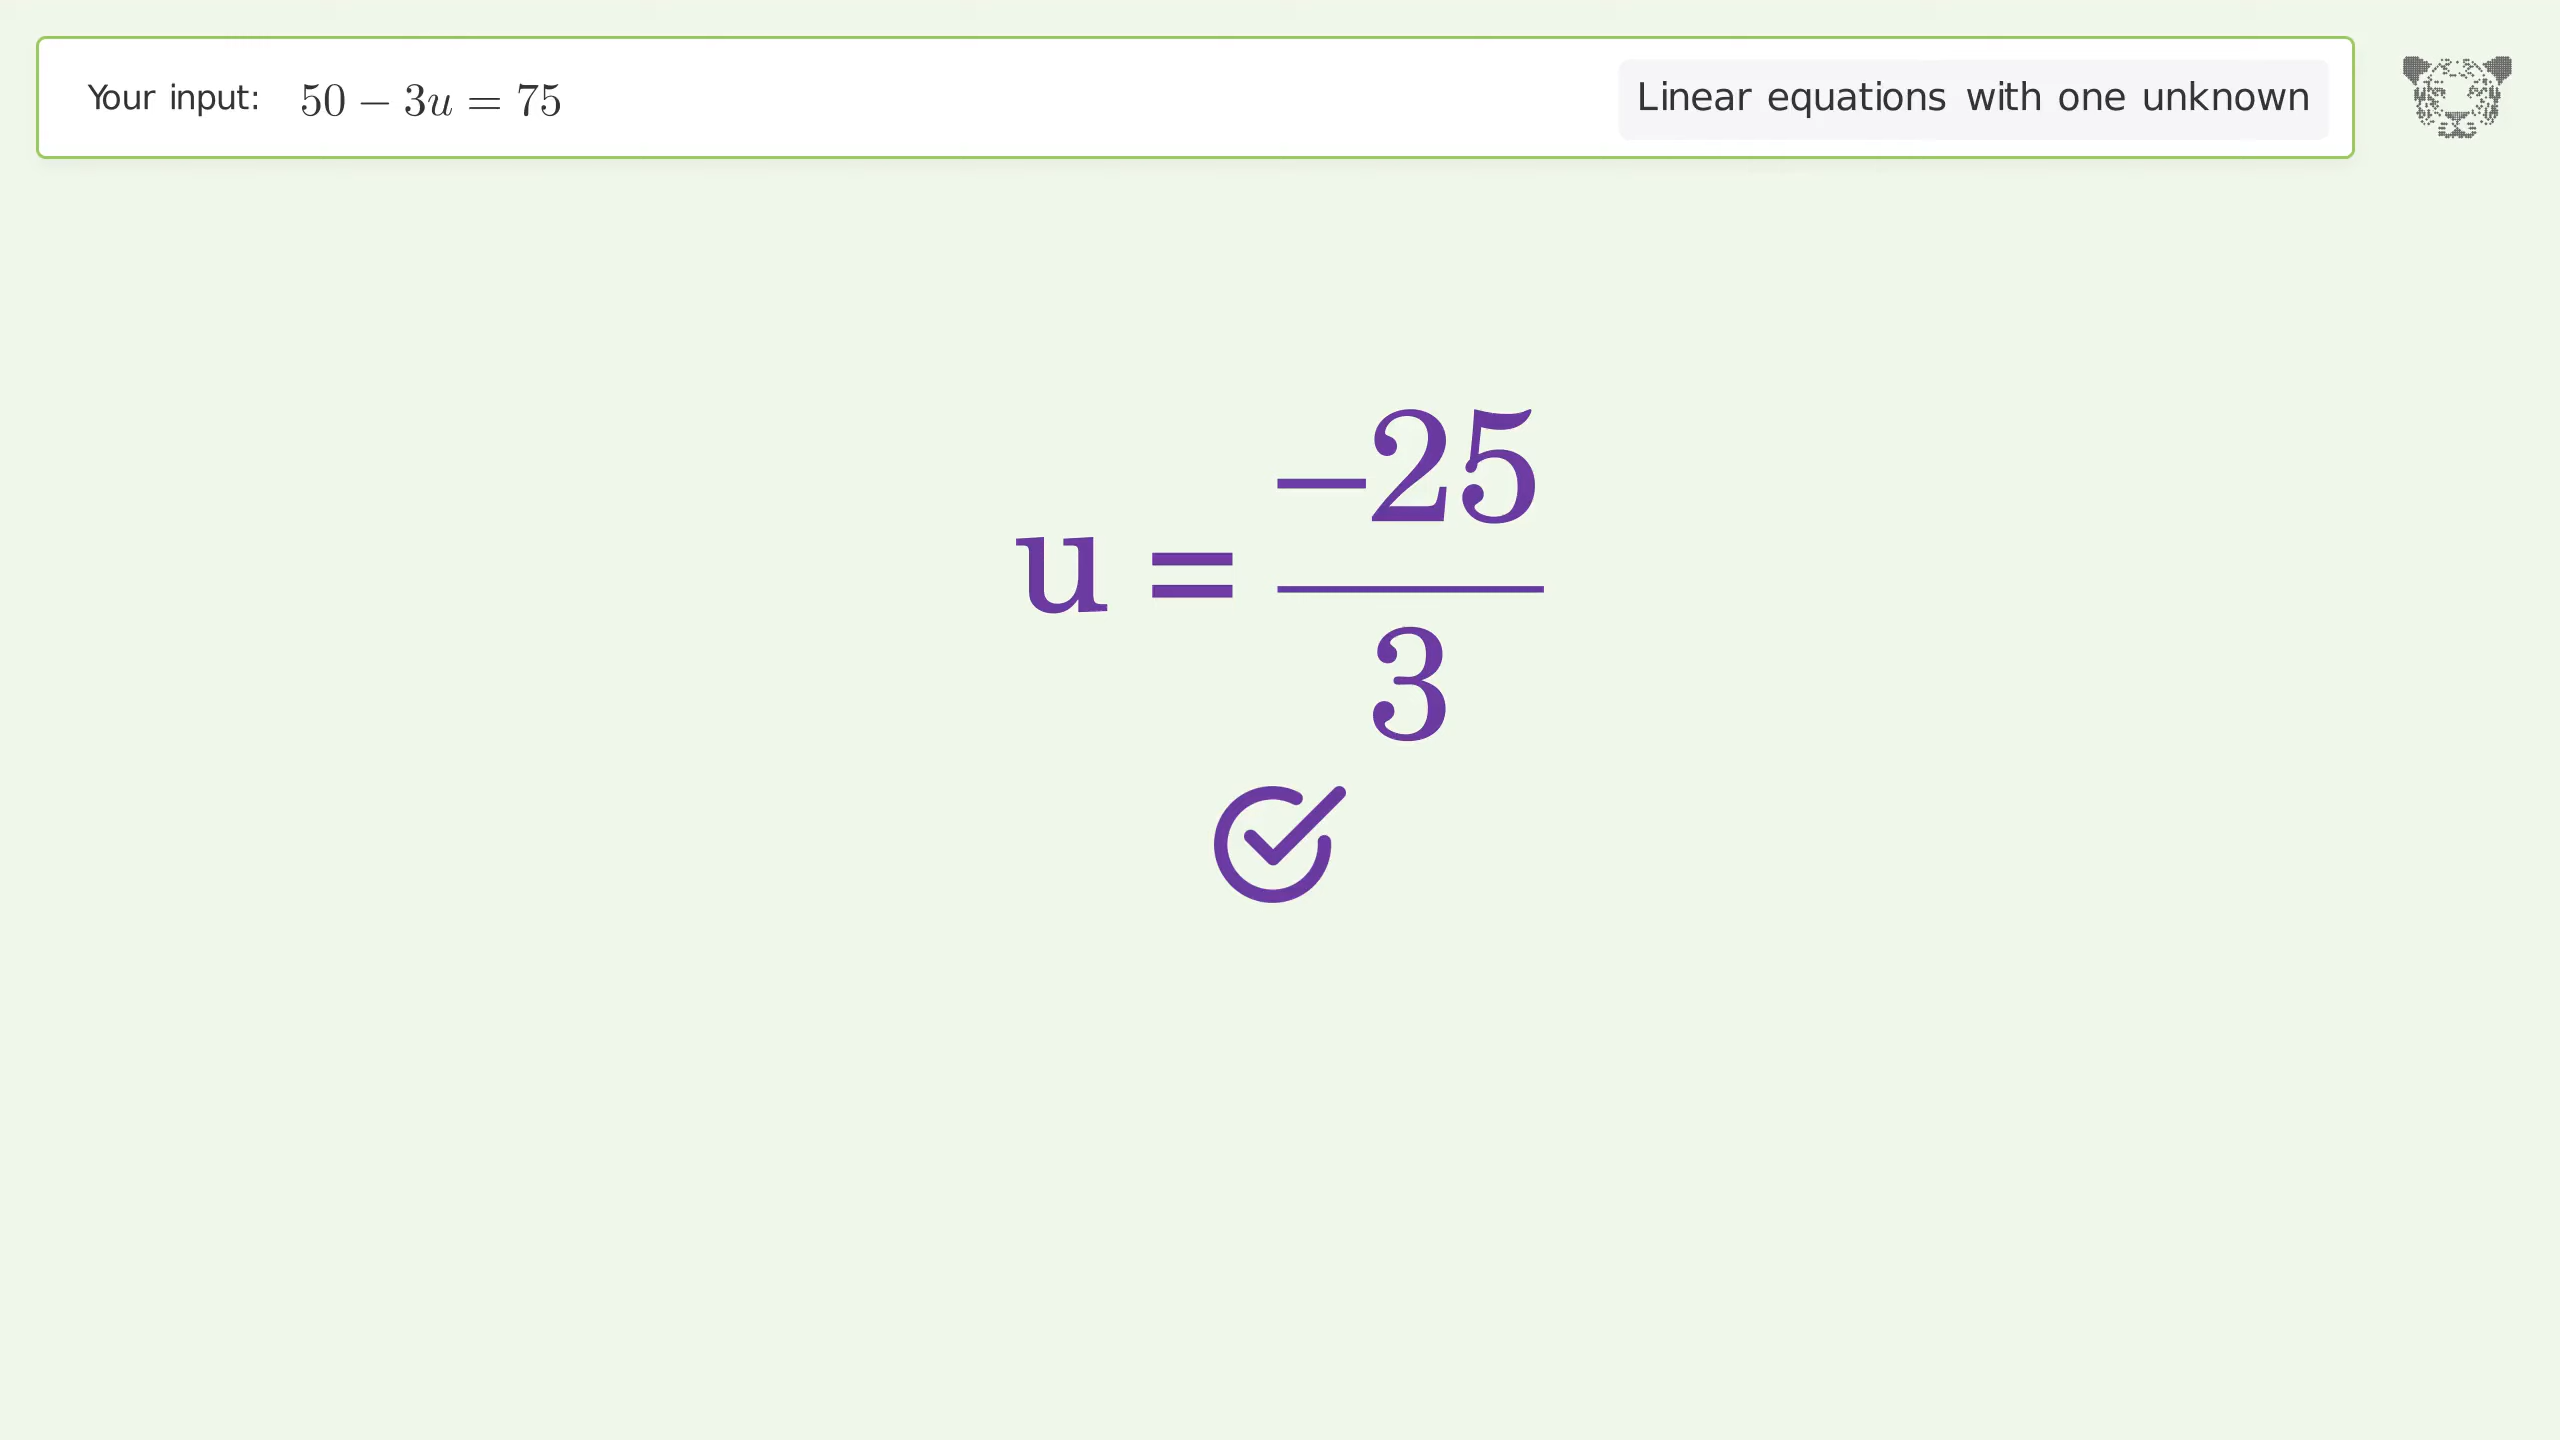 Your input: 50 − 3u = 75
Linear equations with one unknown
u = −25/3